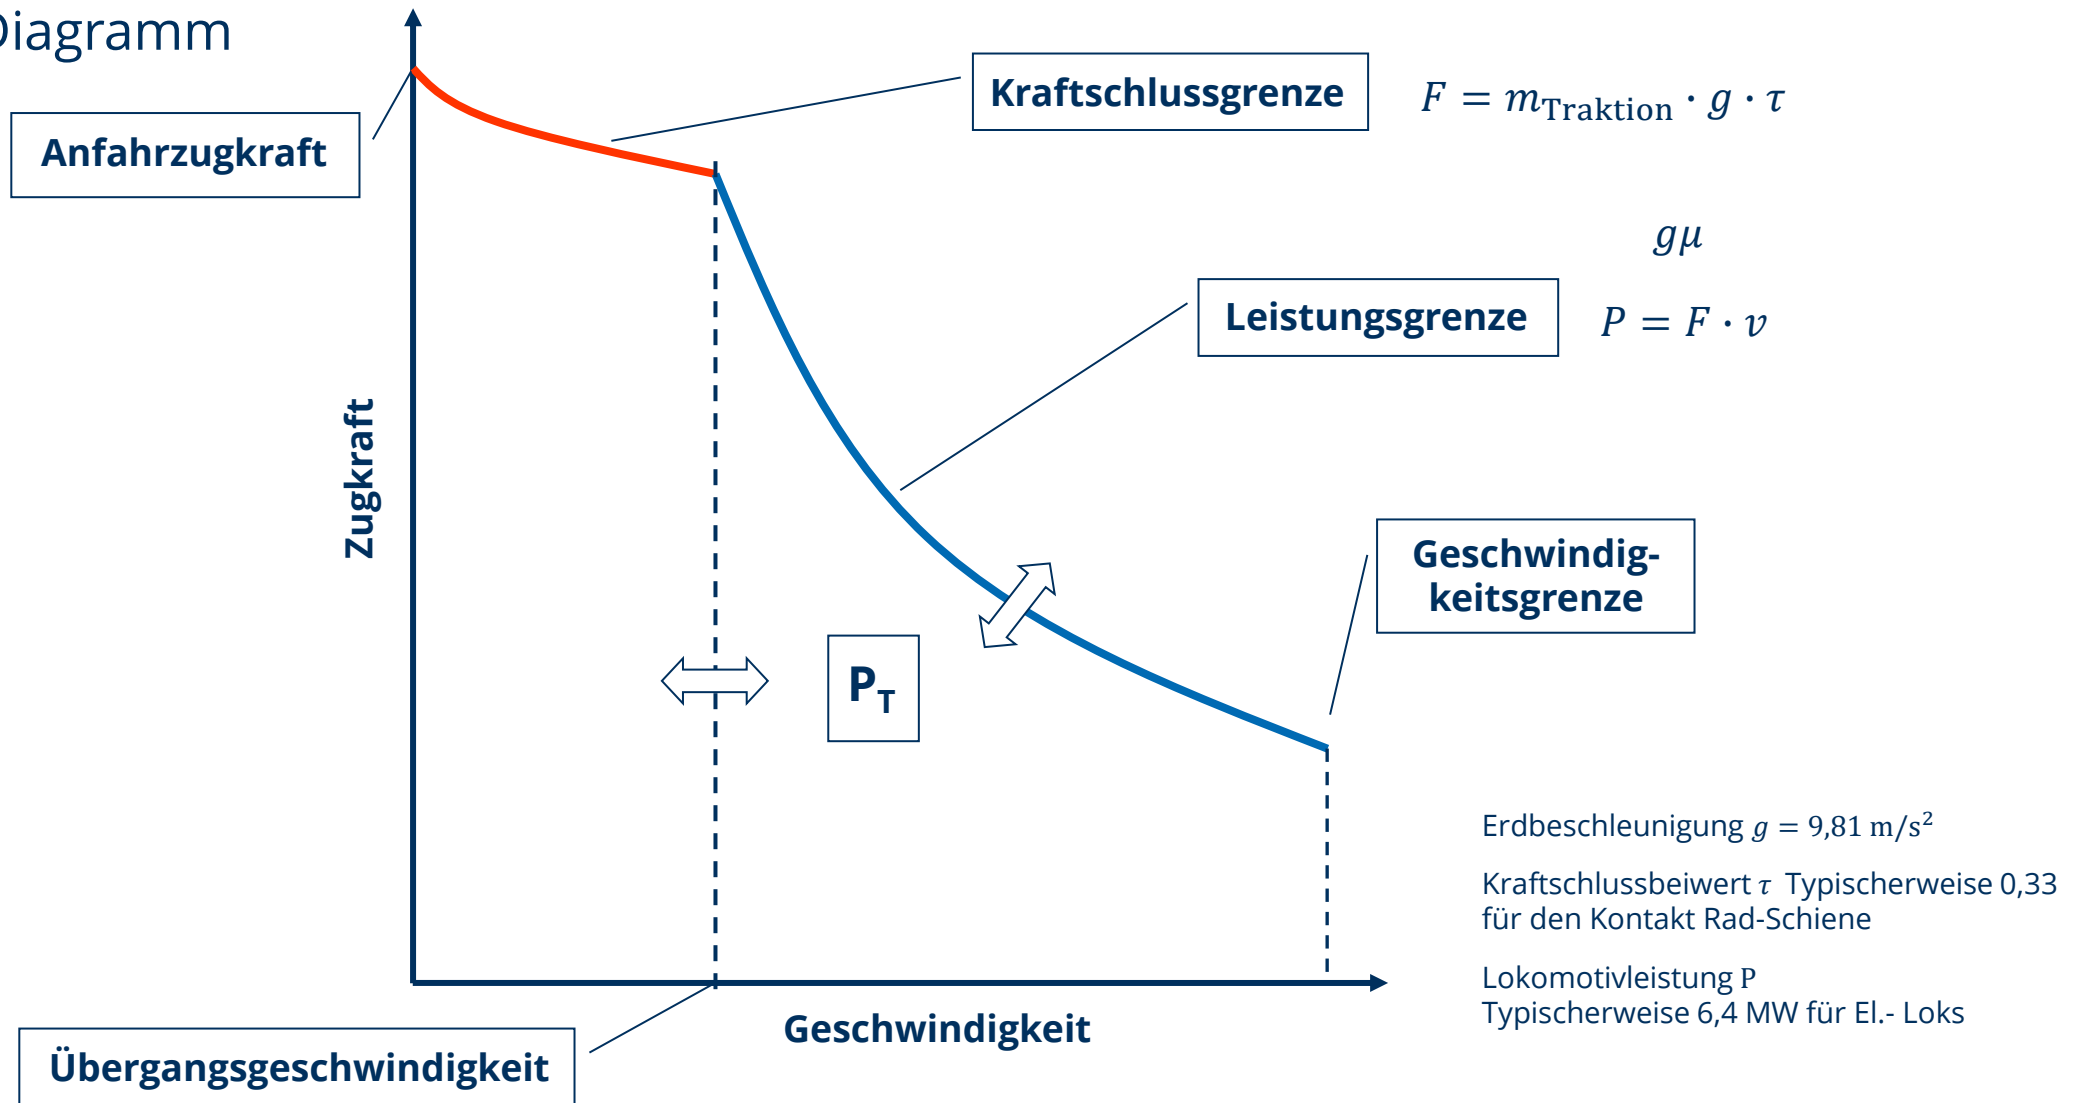 Diagramm
Kraftschlussgrenze
F = m_Traktion · g · τ
Anfahrzugkraft
gμ
Leistungsgrenze
P = F · v
Zugkraft
Geschwindig-
keitsgrenze
P_T
Erdbeschleunigung g = 9,81 m/s²
Kraftschlussbeiwert τ Typischerweise 0,33
für den Kontakt Rad-Schiene
Lokomotivleistung P
Typischerweise 6,4 MW für El.- Loks
Geschwindigkeit
Übergangsgeschwindigkeit